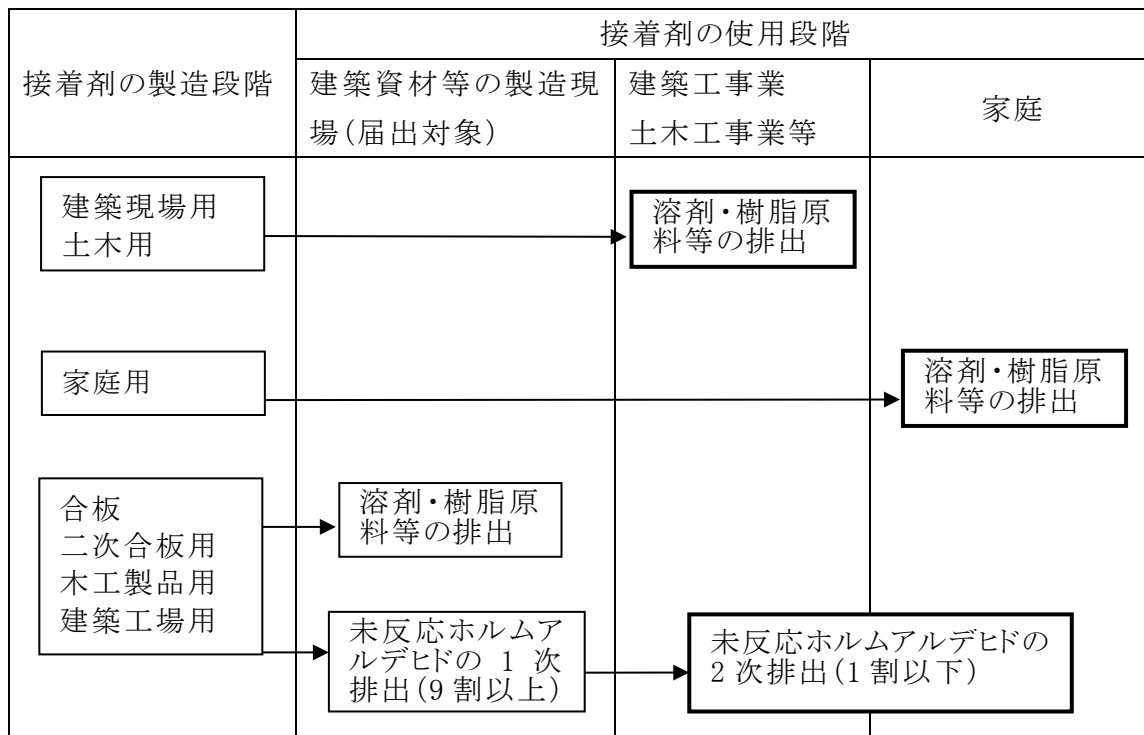 接着剤の製造段階
接着剤の使用段階
建築資材等の製造現
場(届出対象)
建築工事業
土木工事業等
家庭
建築現場用
土木用
溶剤・樹脂原
料等の排出
家庭用
溶剤・樹脂原
料等の排出
合板
二次合板用
木工製品用
建築工場用
溶剤・樹脂原
料等の排出
未反応ホルムア
ルデヒドの 1 次
排出(9 割以上)
未反応ホルムアルデヒドの
2 次排出(1 割以下)